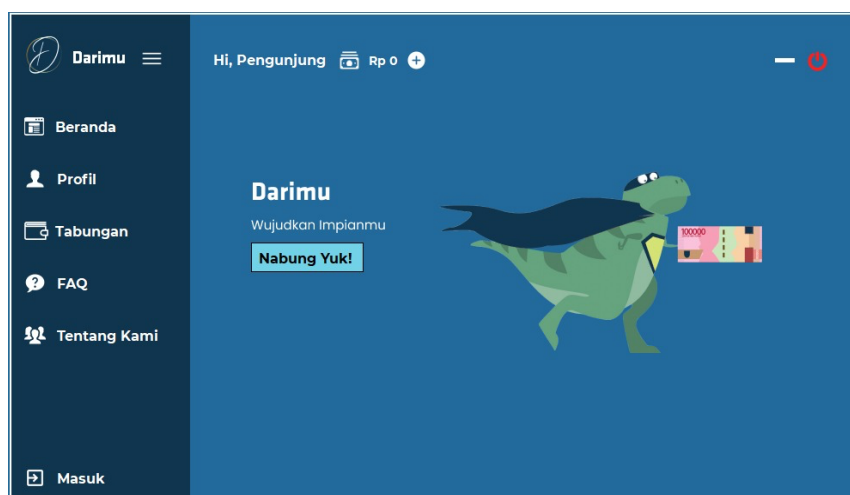 Darimu
Hi, Pengunjung Rp 0
Beranda
Profil
Tabungan
FAQ
Tentang Kami
Masuk
Darimu
Wujudkan Impianmu
Nabung Yuk!
100000